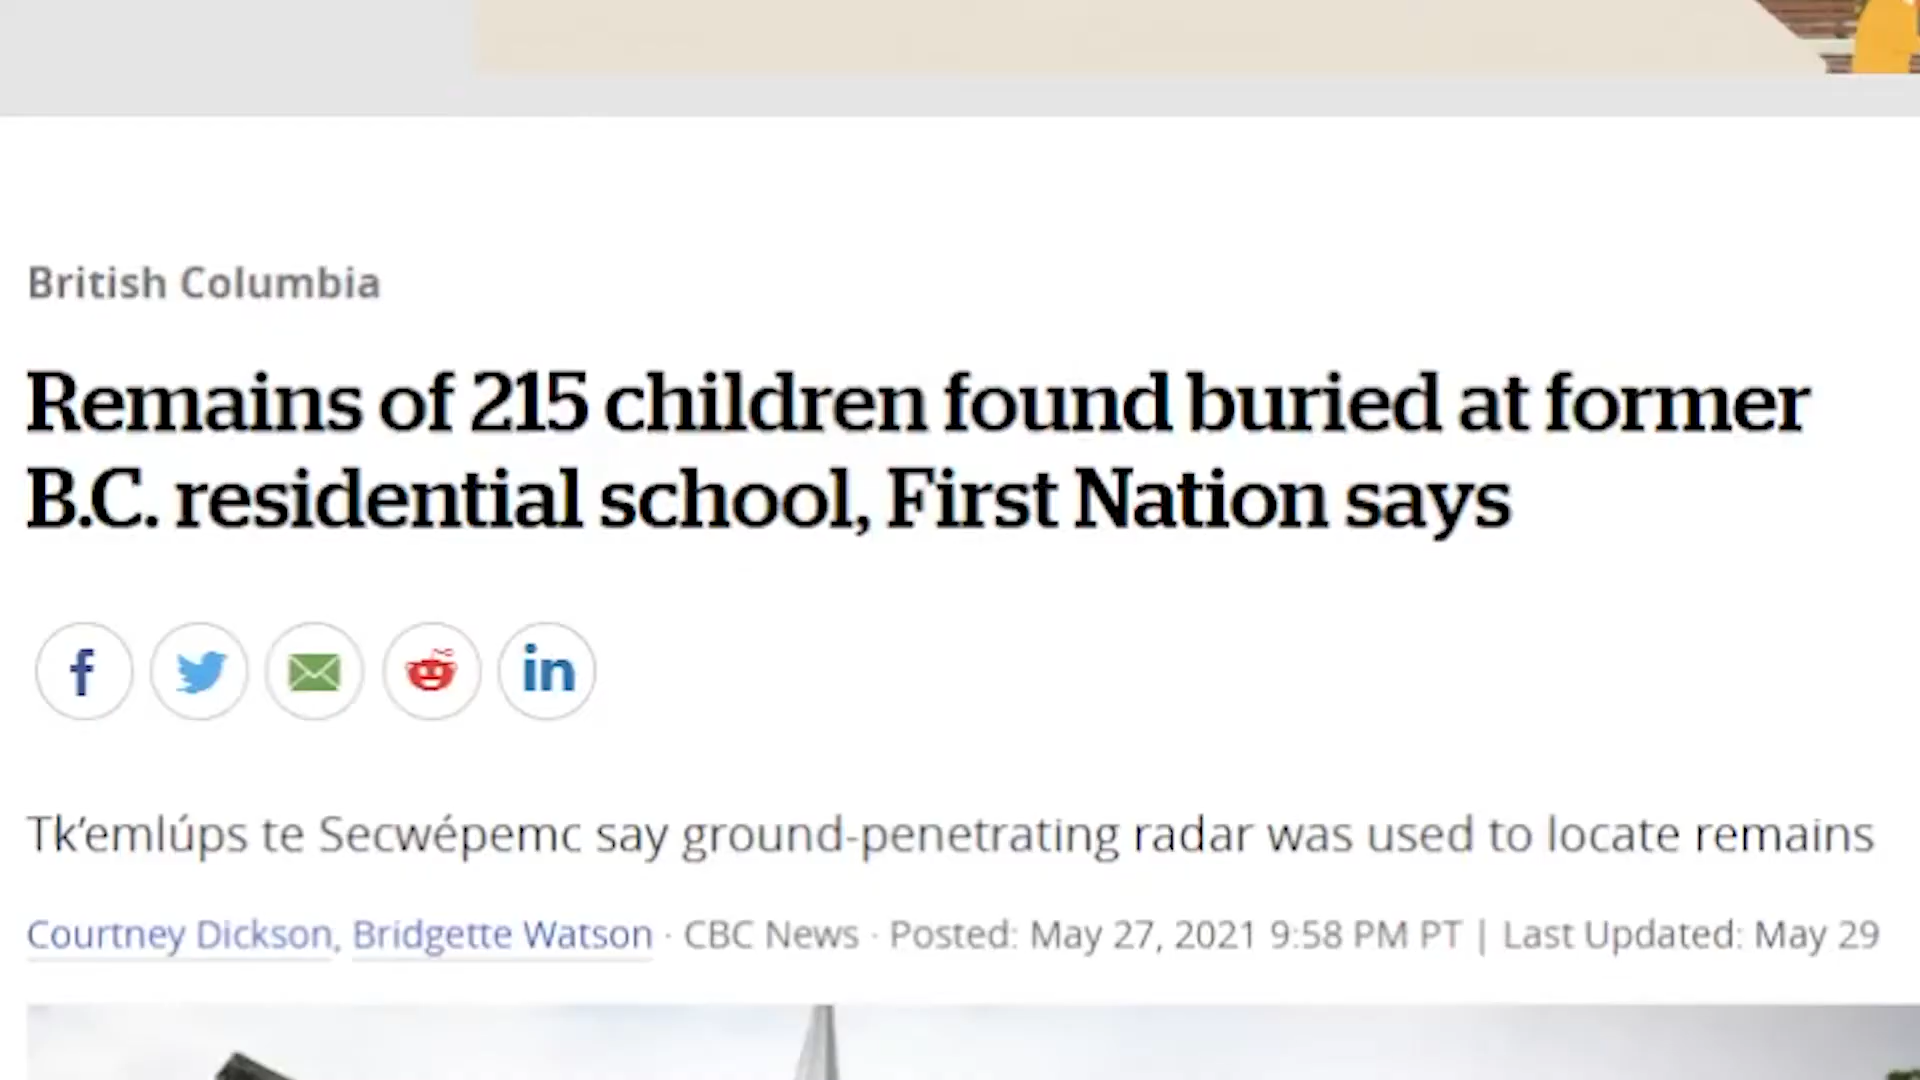 British Columbia
Remains of 215 children found buried at former
B.C. residential school, First Nation says
f
in
Tk’emlúps te Secwépemc say ground-penetrating radar was used to locate remains
Courtney Dickson, Bridgette Watson · CBC News · Posted: May 27, 2021 9:58 PM PT | Last Updated: May 29